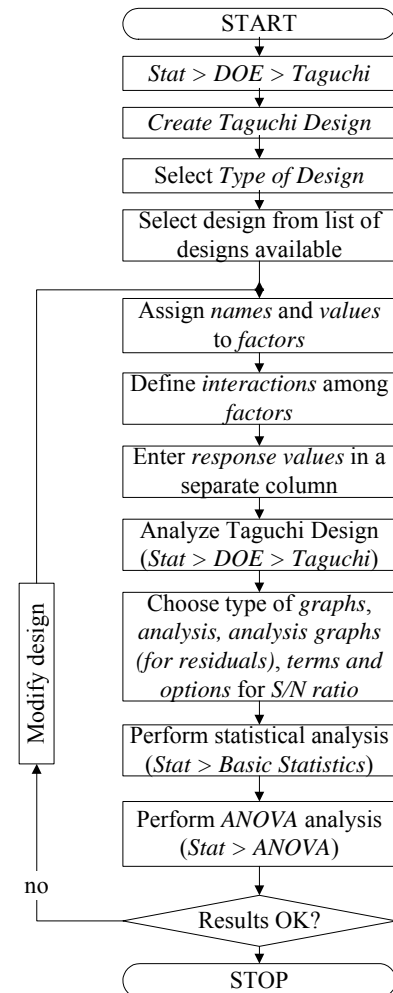 START
Stat > DOE > Taguchi
Create Taguchi Design
Select Type of Design
Select design from list of
designs available
Assign names and values
to factors
Define interactions among
factors
Enter response values in a
separate column
Analyze Taguchi Design
(Stat > DOE > Taguchi)
Choose type of graphs,
analysis, analysis graphs
(for residuals), terms and
options for S/N ratio
Perform statistical analysis
(Stat > Basic Statistics)
Perform ANOVA analysis
(Stat > ANOVA)
Results OK?
no
Modify design
STOP